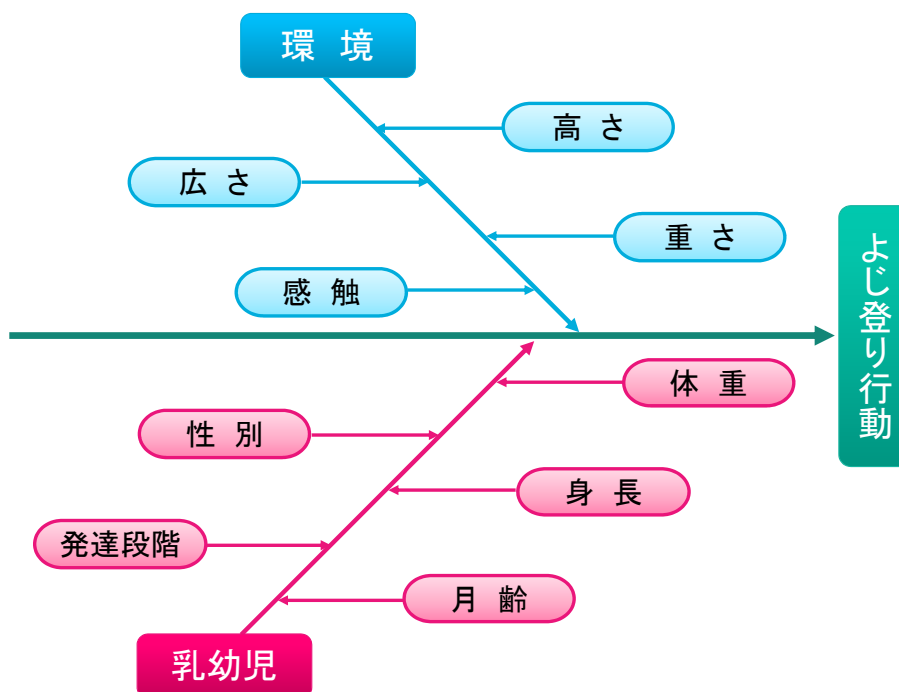 環 境
高 さ
広 さ
重 さ
感 触
よじ登り行動
体 重
性 別
身 長
発達段階
月 齢
乳幼児